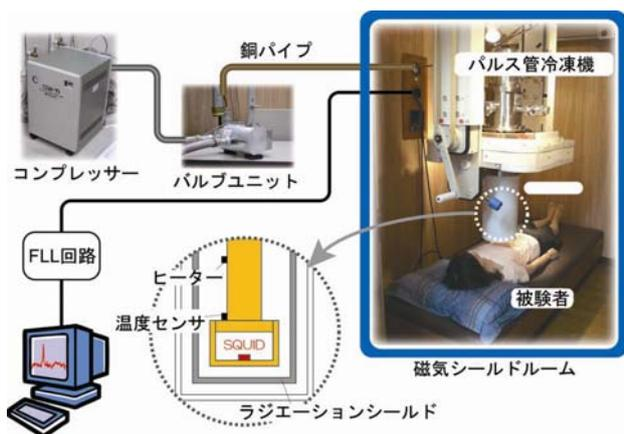 銅パイプ
パルス管冷凍機
コンプレッサー
バルブユニット
FLL回路
ヒーター
温度センサ
SQUID
被験者
磁気シールドルーム
ラジエーションシールド